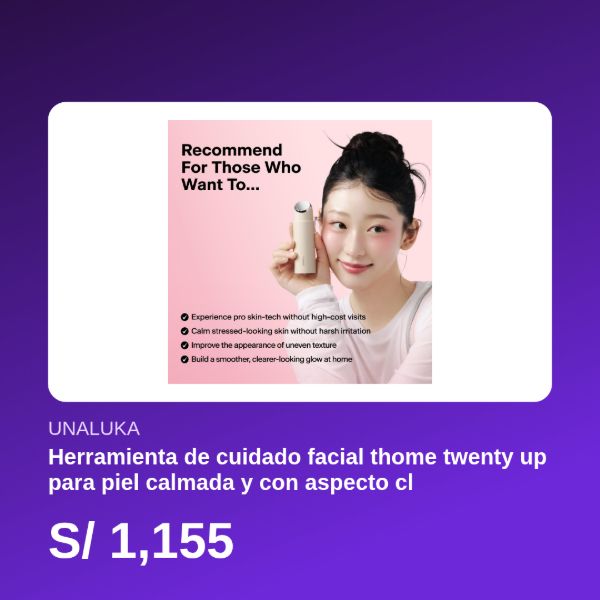 Recommend
For Those Who
Want To...
Experience pro skin-tech without high-cost visits
Calm stressed-looking skin without harsh irritation
Improve the appearance of uneven texture
Build a smoother, clearer-looking glow at home
UNALUKA
Herramienta de cuidado facial thome twenty up
para piel calmada y con aspecto cl
S/ 1,155